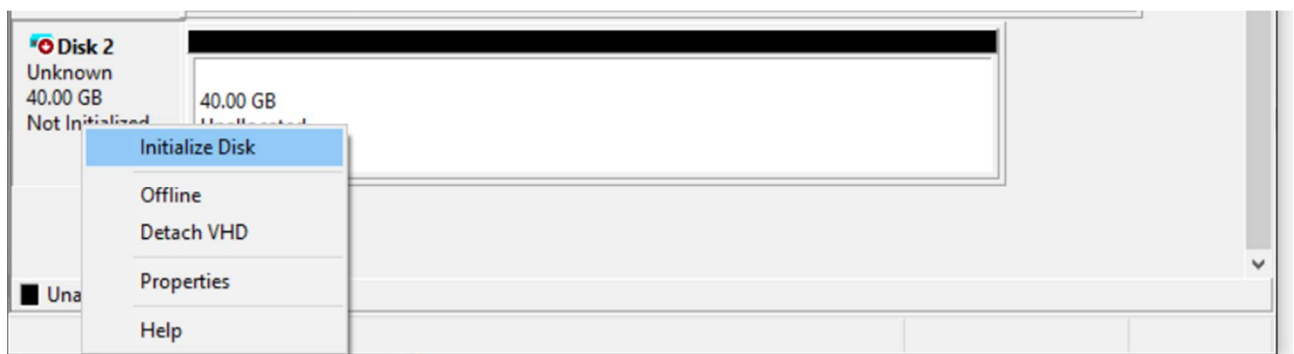 Disk 2
Unknown
40.00 GB
Not Initialized
40.00 GB
Unallocated
Initialize Disk
Offline
Detach VHD
Properties
Help
Una